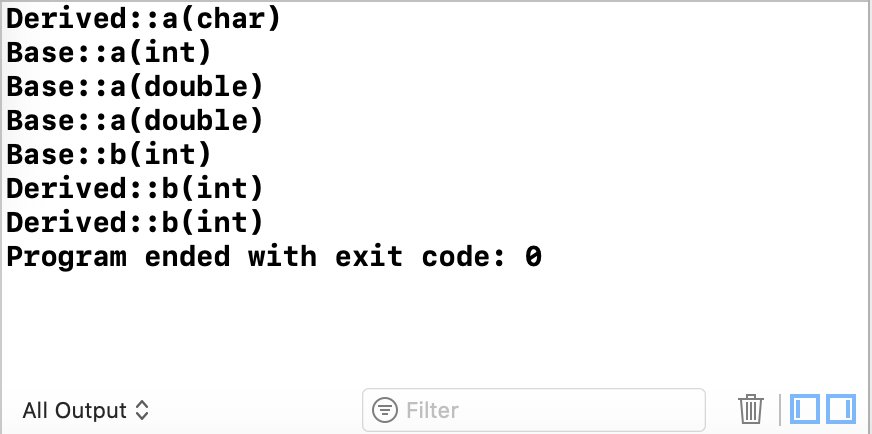 Derived::a(char)
Base::a(int)
Base::a(double)
Base::a(double)
Base::b(int)
Derived::b(int)
Derived::b(int)
Program ended with exit code: 0
All Output
Filter